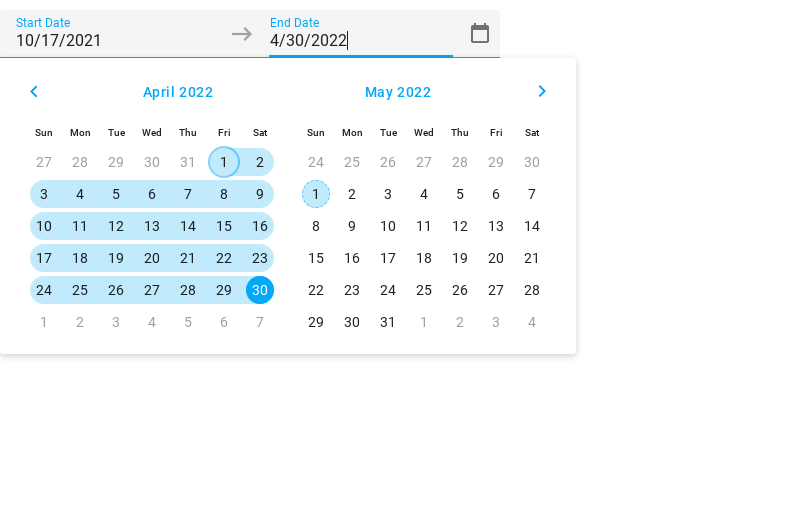 Start Date End Date
10/17/2021 4/30/2022
April 2022 May 2022
Sun Mon Tue Wed Thu Fri Sat Sun Mon Tue Wed Thu Fri Sat
27 28 29 30 31 1 2 24 25 26 27 28 29 30
3 4 5 6 7 8 9 1 2 3 4 5 6 7
10 11 12 13 14 15 16 8 9 10 11 12 13 14
17 18 19 20 21 22 23 15 16 17 18 19 20 21
24 25 26 27 28 29 30 22 23 24 25 26 27 28
1 2 3 4 5 6 7 29 30 31 1 2 3 4